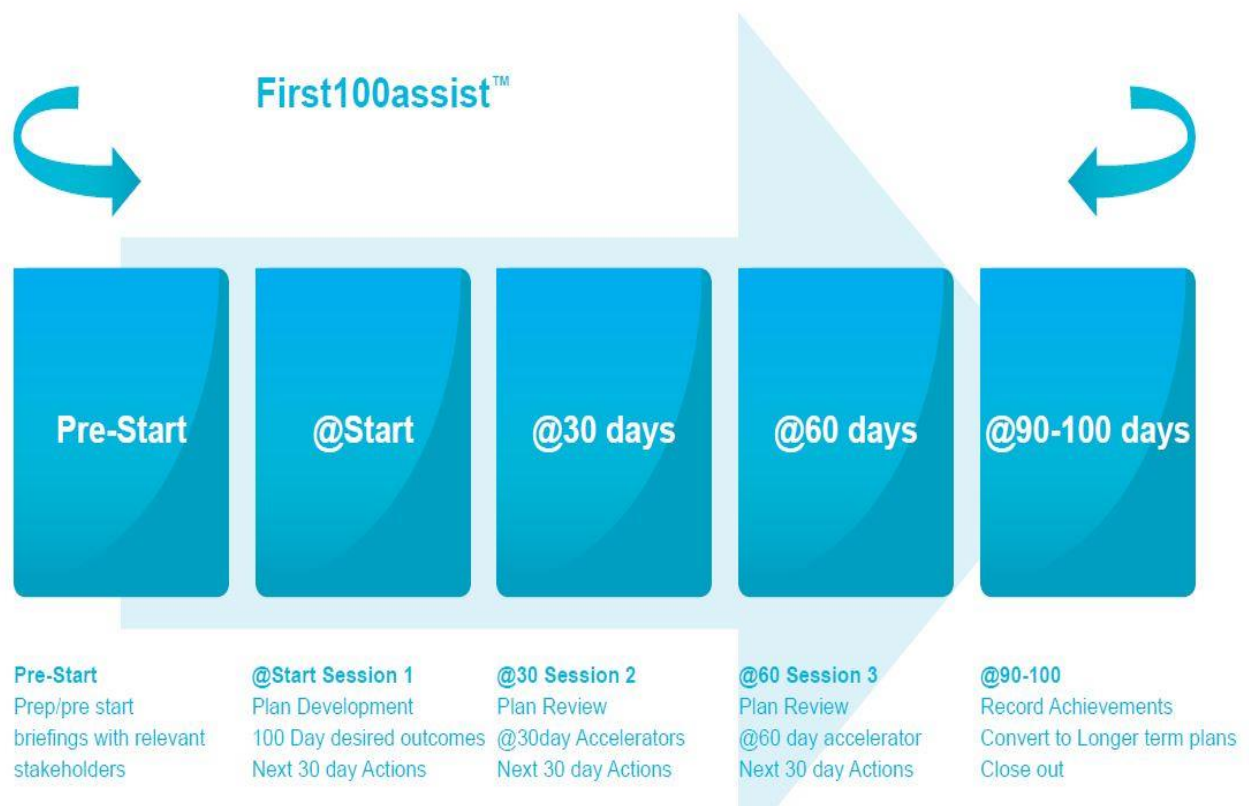 First100assist™
Pre-Start
@Start
@30 days
@60 days
@90-100 days
Pre-Start
Prep/pre start
briefings with relevant
stakeholders
@Start Session 1
Plan Development
100 Day desired outcomes
Next 30 day Actions
@30 Session 2
Plan Review
@30day Accelerators
Next 30 day Actions
@60 Session 3
Plan Review
@60 day accelerator
Next 30 day Actions
@90-100
Record Achievements
Convert to Longer term plans
Close out